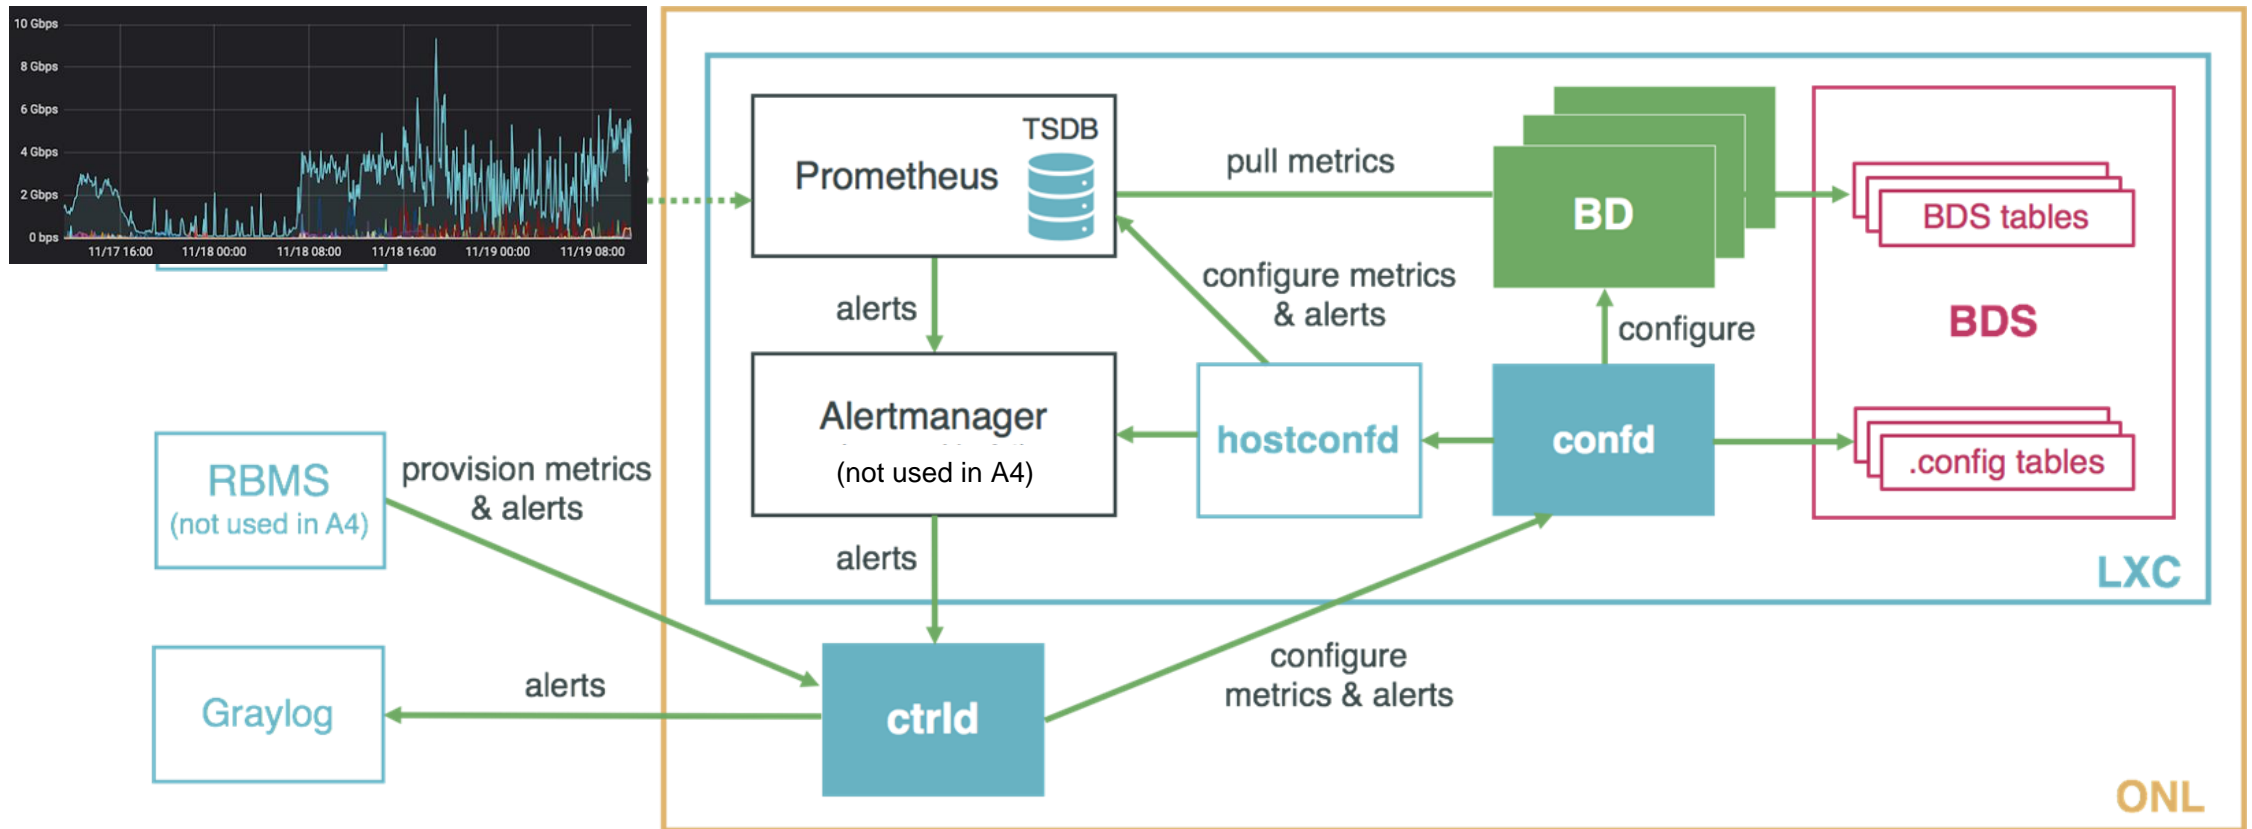 10 Gbps
8 Gbps
6 Gbps
4 Gbps
2 Gbps
0 bps
11/17 16:00
11/18 00:00
11/18 08:00
11/18 16:00
11/19 00:00
11/19 08:00
TSDB
Prometheus
pull metrics
BD
BDS tables
configure metrics
& alerts
alerts
configure
BDS
Alertmanager
(not used in A4)
hostconfd
confd
.config tables
RBMS
(not used in A4)
provision metrics
& alerts
alerts
LXC
configure
metrics & alerts
Graylog
alerts
ctrld
ONL